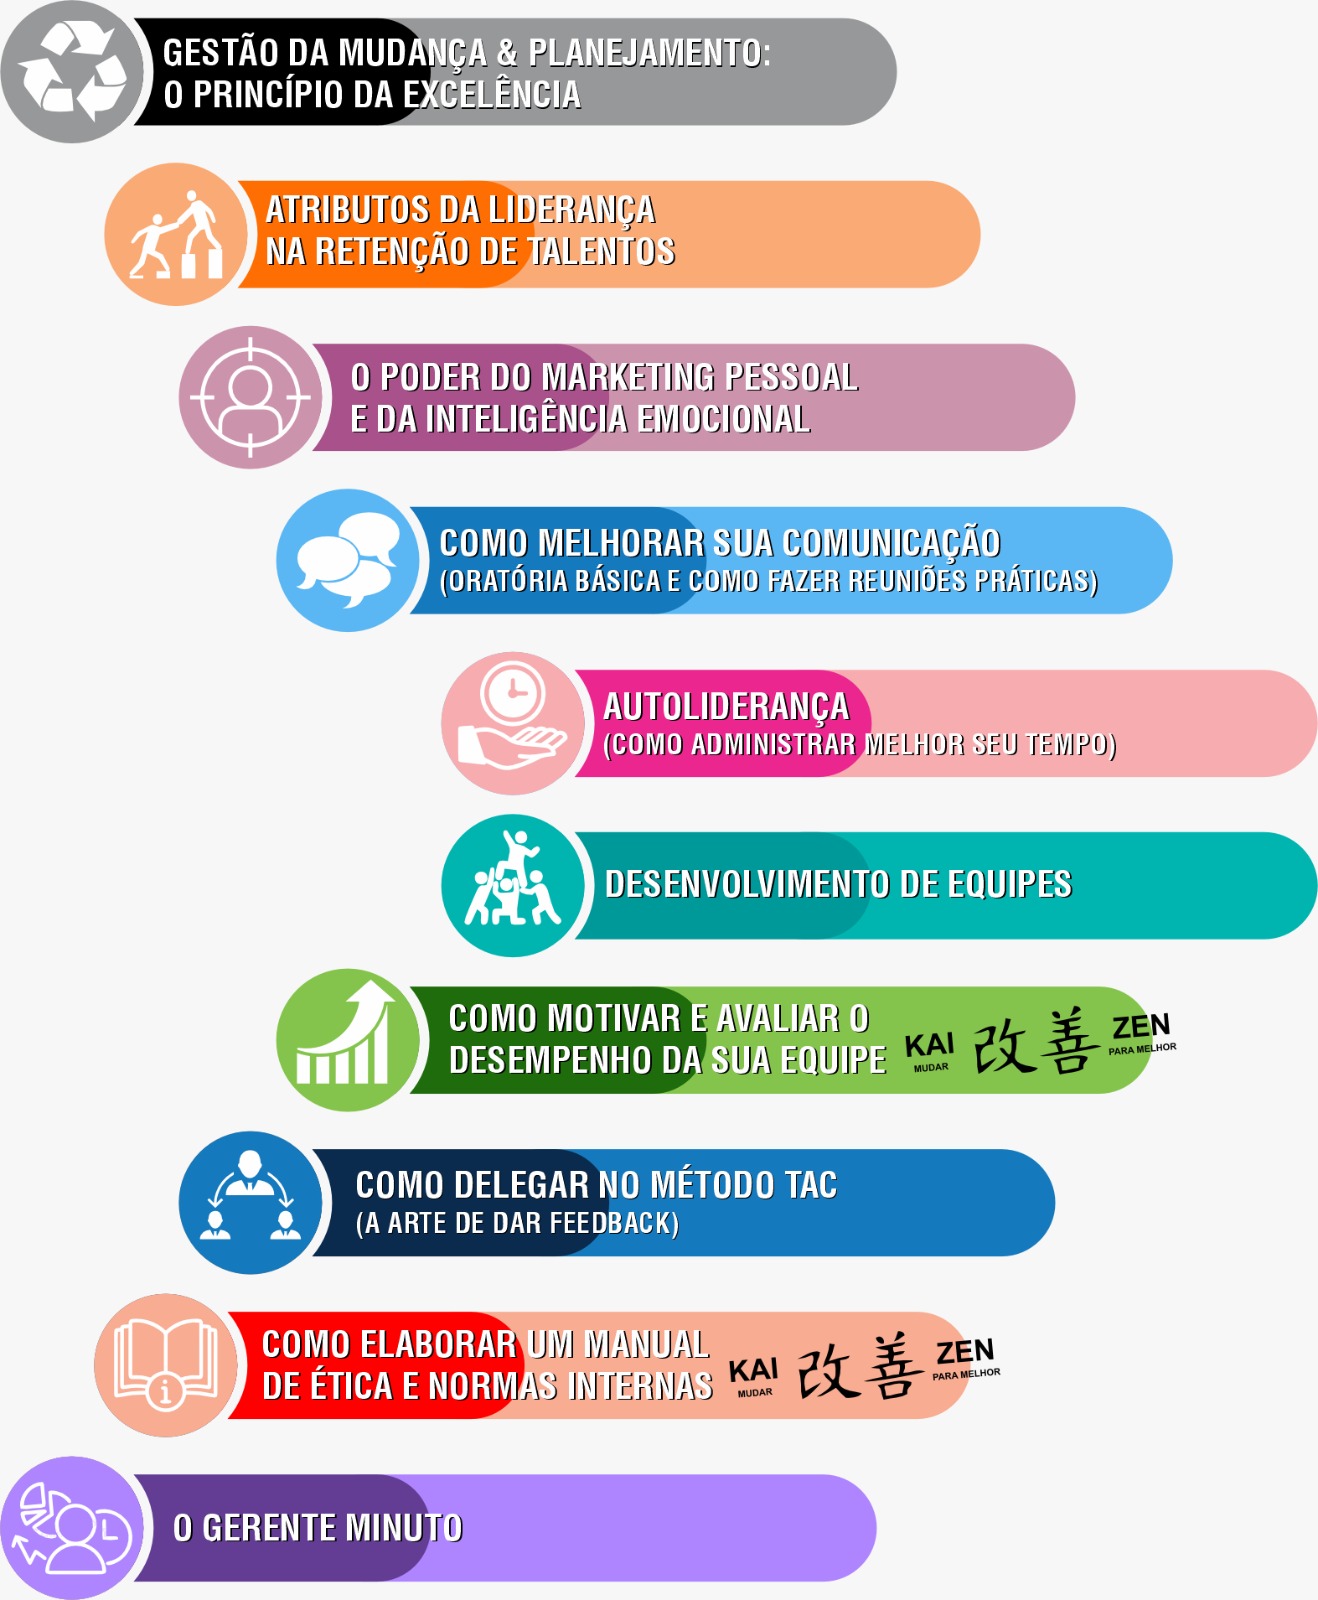 GESTÃO DA MUDANÇA & PLANEJAMENTO:
O PRINCÍPIO DA EXCELÊNCIA
ATRIBUTOS DA LIDERANÇA
NA RETENÇÃO DE TALENTOS
O PODER DO MARKETING PESSOAL
E DA INTELIGÊNCIA EMOCIONAL
COMO MELHORAR SUA COMUNICAÇÃO
(ORATÓRIA BÁSICA E COMO FAZER REUNIÕES PRÁTICAS)
AUTOLIDERANÇA
(COMO ADMINISTRAR MELHOR SEU TEMPO)
DESENVOLVIMENTO DE EQUIPES
COMO MOTIVAR E AVALIAR O
DESEMPENHO DA SUA EQUIPE
KAI 改善 ZEN
MUDAR PARA MELHOR
COMO DELEGAR NO MÉTODO TAC
(A ARTE DE DAR FEEDBACK)
i
COMO ELABORAR UM MANUAL
DE ÉTICA E NORMAS INTERNAS
KAI 改善 ZEN
MUDAR PARA MELHOR
O GERENTE MINUTO